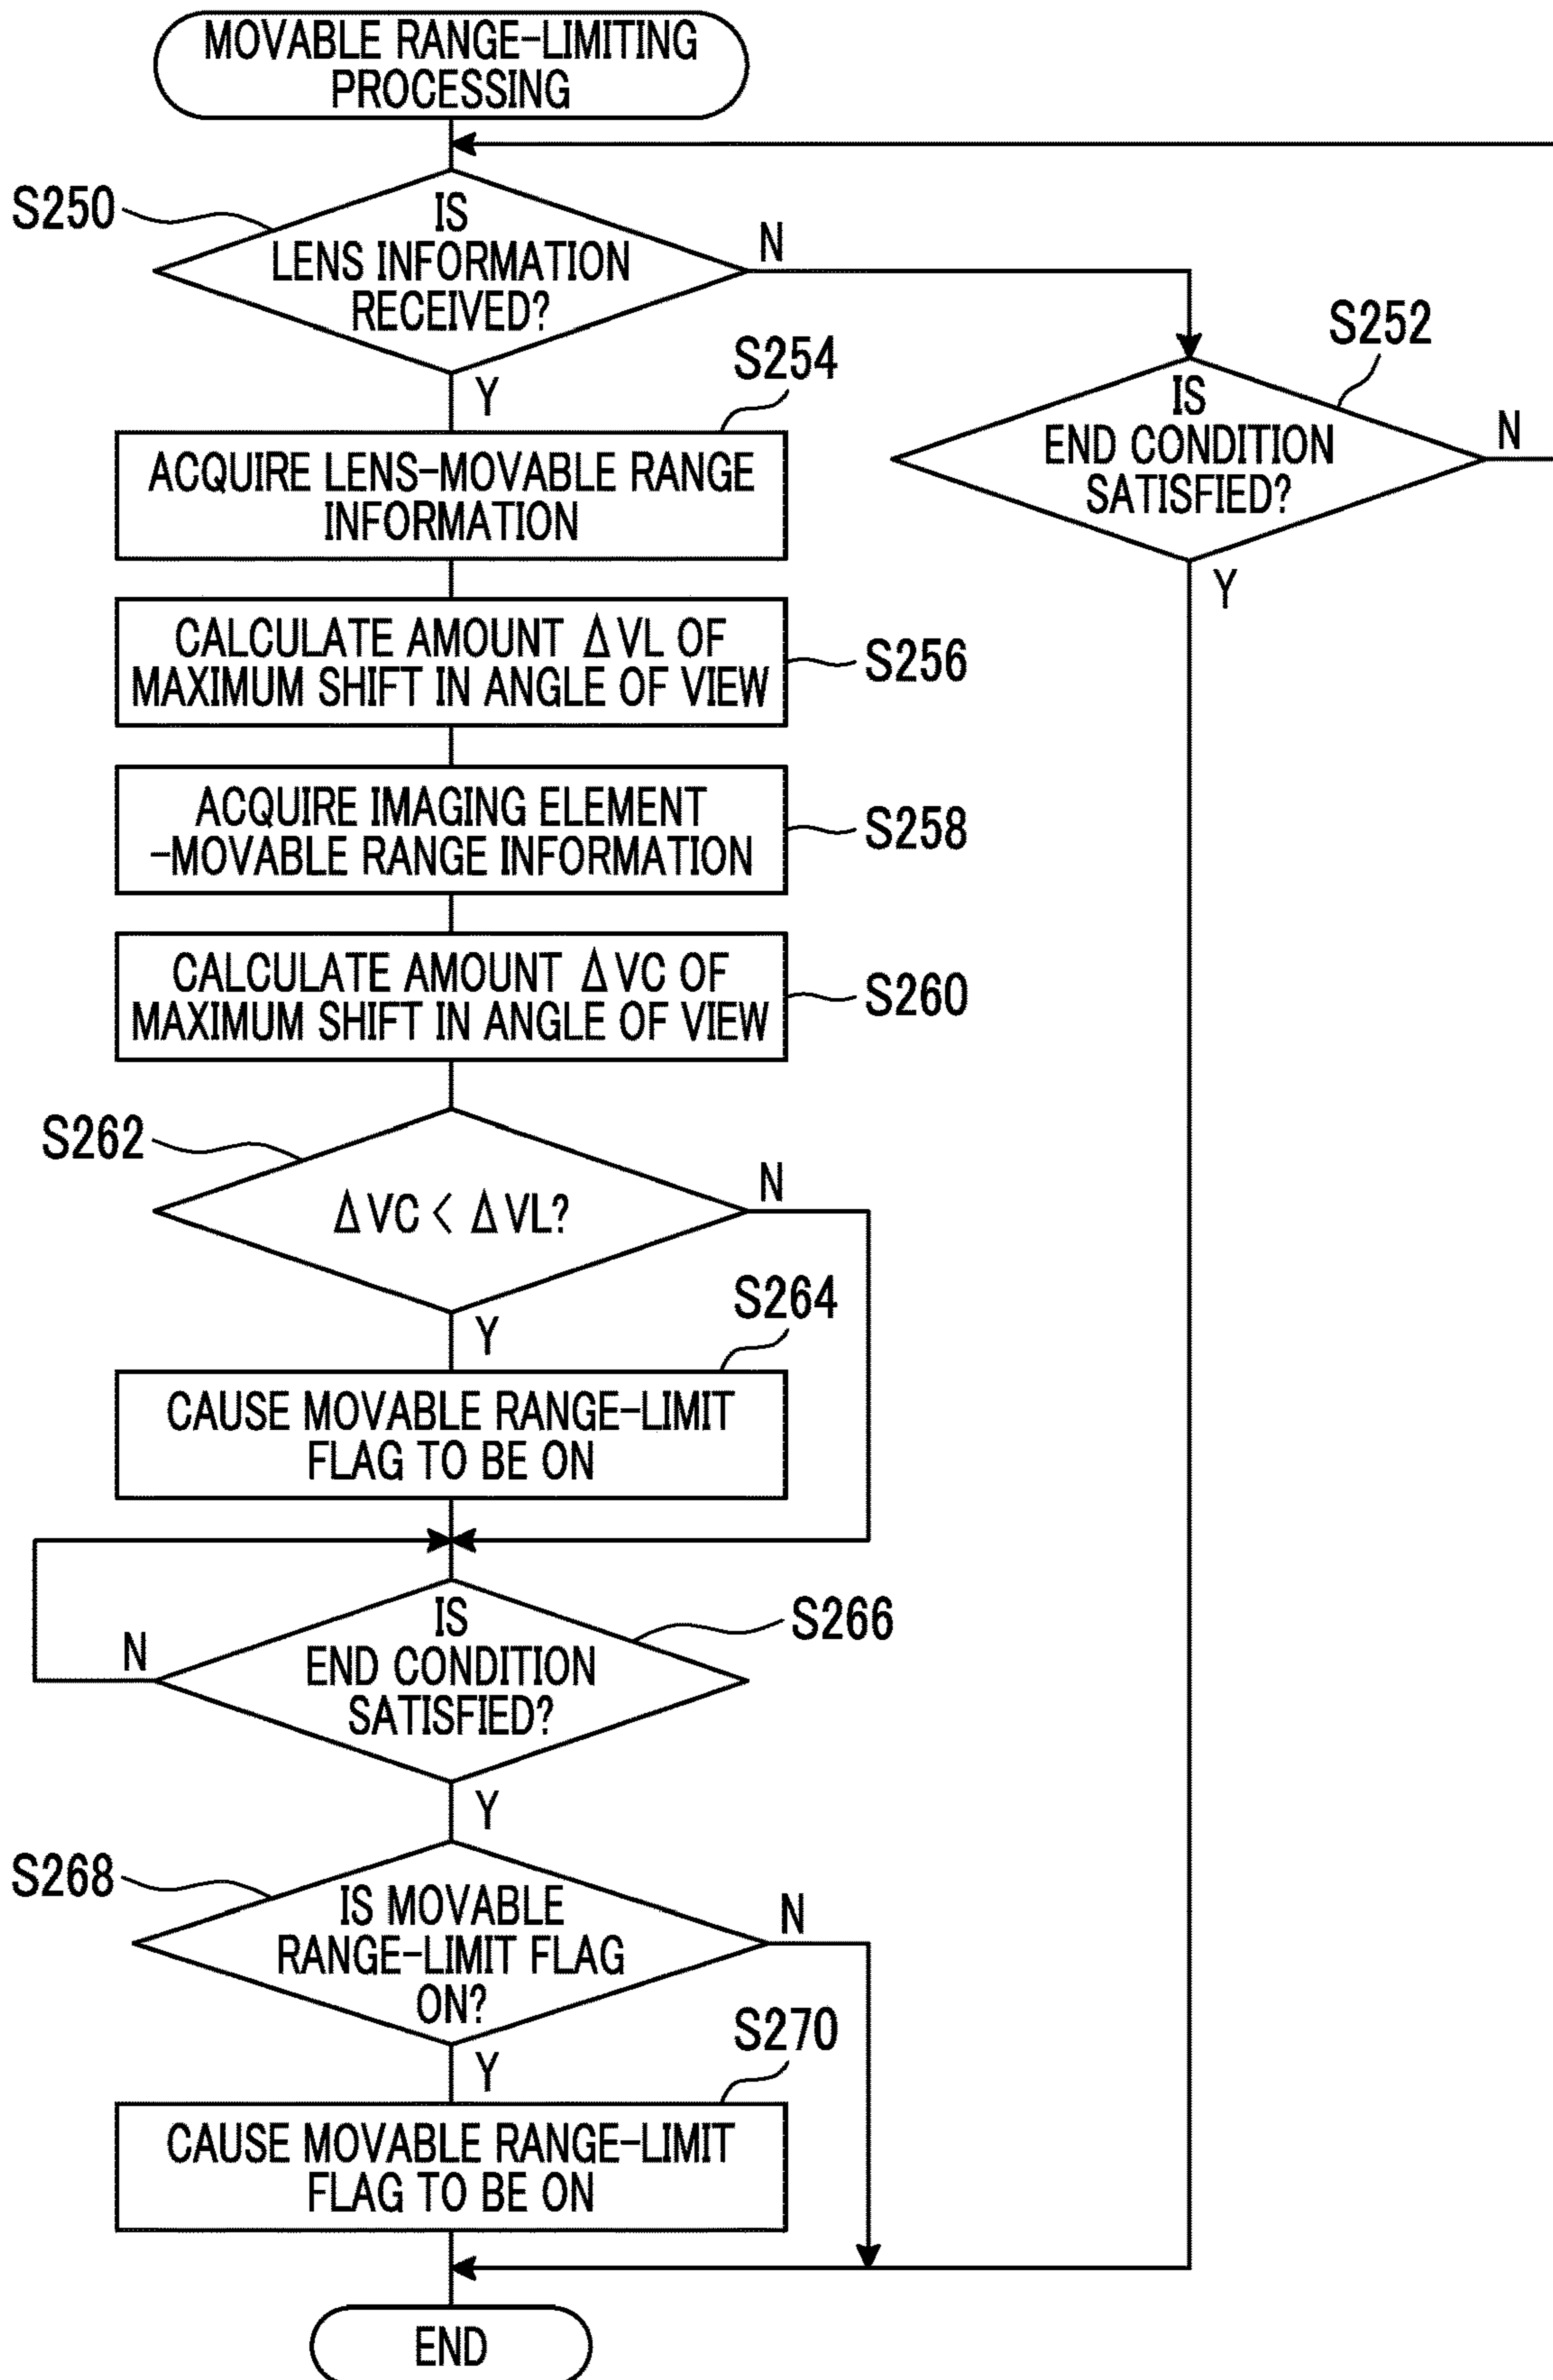 MOVABLE RANGE-LIMITING
PROCESSING
S250
IS
LENS INFORMATION
RECEIVED?
N
Y
S252
IS
END CONDITION
SATISFIED?
N
Y
S254
ACQUIRE LENS-MOVABLE RANGE
INFORMATION
CALCULATE AMOUNT ΔVL OF
MAXIMUM SHIFT IN ANGLE OF VIEW
S256
ACQUIRE IMAGING ELEMENT
-MOVABLE RANGE INFORMATION
S258
CALCULATE AMOUNT ΔVC OF
MAXIMUM SHIFT IN ANGLE OF VIEW
S260
S262
ΔVC < ΔVL?
N
Y
S264
CAUSE MOVABLE RANGE-LIMIT
FLAG TO BE ON
S266
IS
END CONDITION
SATISFIED?
N
Y
S268
IS MOVABLE
RANGE-LIMIT FLAG
ON?
N
Y
S270
CAUSE MOVABLE RANGE-LIMIT
FLAG TO BE ON
END